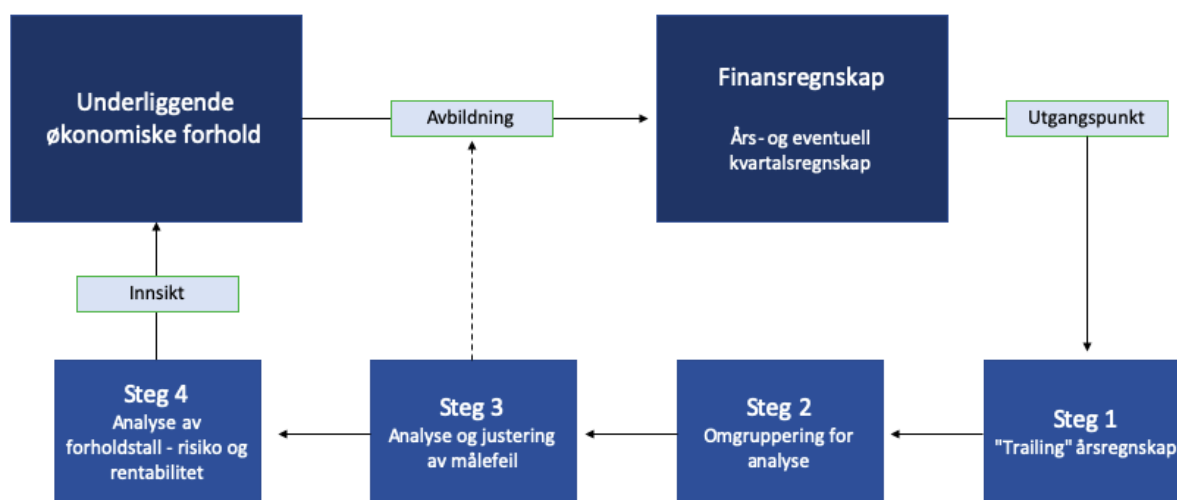 Underliggende
økonomiske forhold
Avbildning
Finansregnskap
Års- og eventuell
kvartalsregnskap
Utgangspunkt
Innsikt
Steg 4
Analyse av
forholdstall - risiko og
rentabilitet
Steg 3
Analyse og justering
av målefeil
Steg 2
Omgruppering for
analyse
Steg 1
"Trailing" årsregnskap